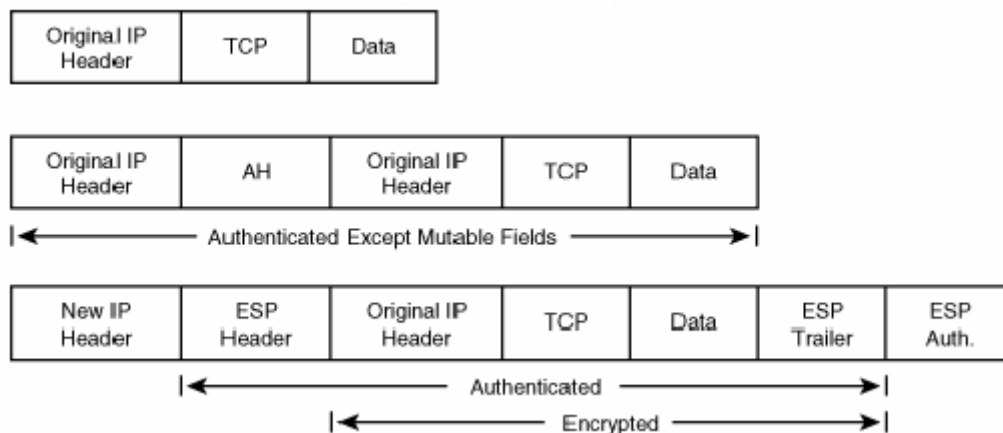 Original IP Header
TCP
Data
Original IP Header
AH
Original IP Header
TCP
Data
Authenticated Except Mutable Fields
New IP Header
ESP Header
Original IP Header
TCP
Data
ESP Trailer
ESP Auth.
Authenticated
Encrypted